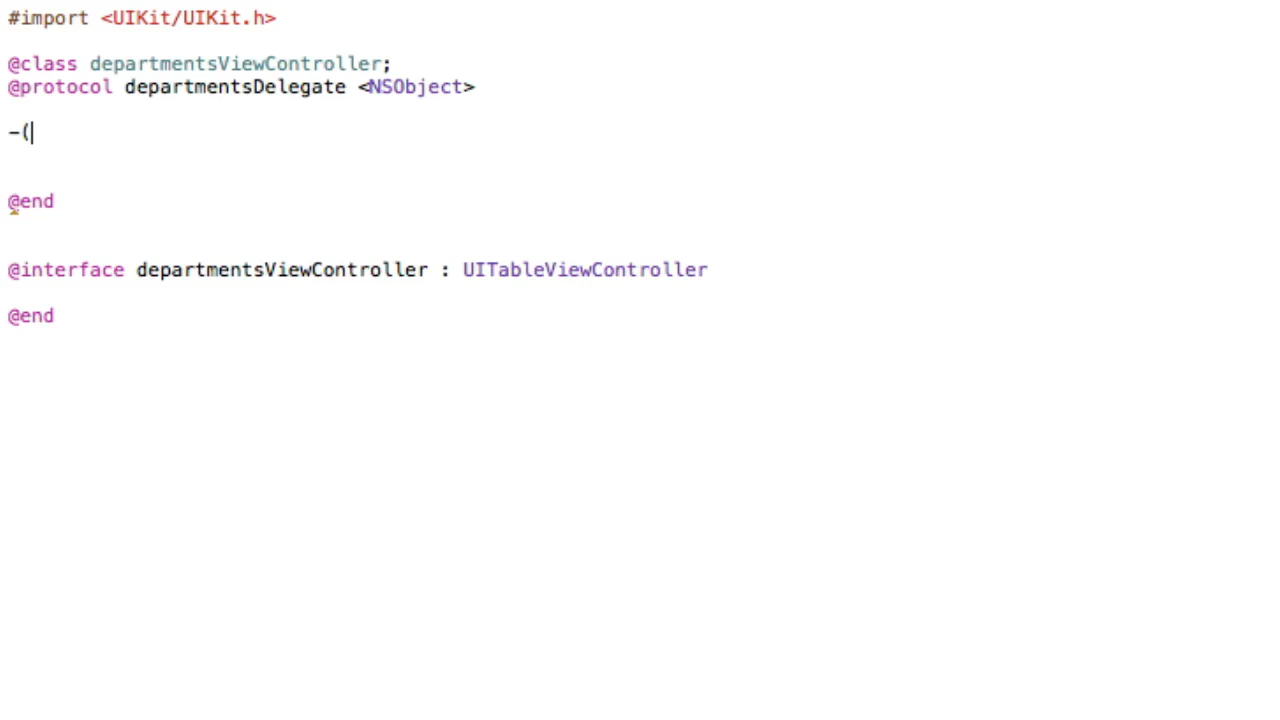 #import <UIKit/UIKit.h>
@class departmentsViewController;
@protocol departmentsDelegate <NSObject>
-(
@end
@interface departmentsViewController : UITableViewController
@end